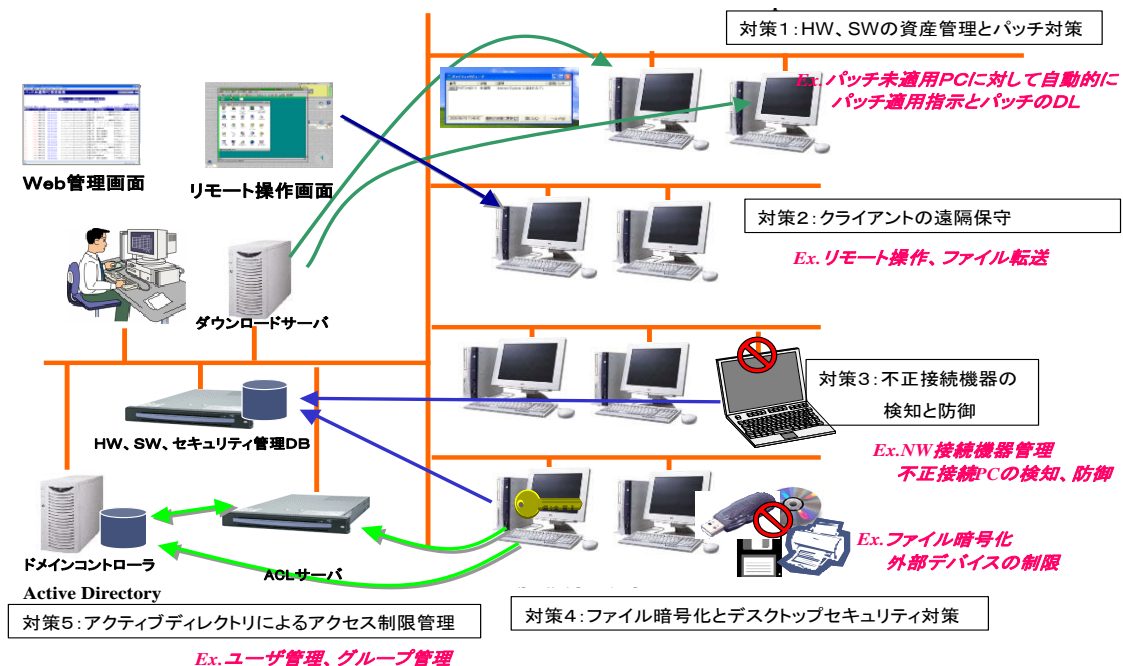 対策１：HW、SWの資産管理とパッチ対策
Ex.パッチ未適用PCに対して自動的に
パッチ適用指示とパッチのDL
Web管理画面
リモート操作画面
対策２：クライアントの遠隔保守
Ex.リモート操作、ファイル転送
ダウンロードサーバ
対策３：不正接続機器の
検知と防御
HW、SW、セキュリティ管理DB
Ex.NW接続機器管理
不正接続PCの検知、防御
Ex.ファイル暗号化
外部デバイスの制限
ドメインコントローラ
ACLサーバ
Active Directory
対策５：アクティブディレクトリによるアクセス制限管理
対策４：ファイル暗号化とデスクトップセキュリティ対策
Ex.ユーザ管理、グループ管理